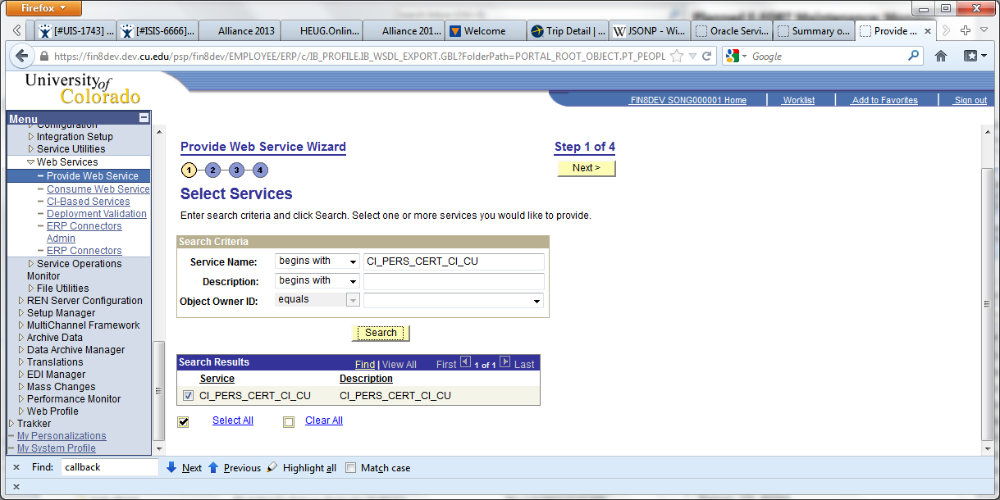 Firefox
[#UIS-1743] ...
[#ISIS-6666]...
Alliance 2013
HEUG.Onlin...
Alliance 201...
Welcome
Trip Detail | ...
JSONP - Wi...
Oracle Servi...
Summary o...
Provide ...
https://fin8dev.dev.cu.edu/psp/fin8dev/EMPLOYEE/ERP/c/IB_PROFILE.IB_WSDL_EXPORT.GBL?FolderPath=PORTAL_ROOT_OBJECT.PT_PEOPL
Google
University of
Colorado
FIN8DEV SONG000001 Home
Worklist
Add to Favorites
Sign out
Menu
Configuration
Integration Setup
Service Utilities
Web Services
Provide Web Service
Consume Web Service
CI-Based Services
Deployment Validation
ERP Connectors
Admin
ERP Connectors
Service Operations
Monitor
File Utilities
REN Server Configuration
Setup Manager
MultiChannel Framework
Archive Data
Data Archive Manager
Translations
EDI Manager
Mass Changes
Performance Monitor
Web Profile
Trakker
My Personalizations
My System Profile
Provide Web Service Wizard
Step 1 of 4
1 2 3 4
Next >
Select Services
Enter search criteria and click Search. Select one or more services you would like to provide.
Search Criteria
Service Name: begins with CI_PERS_CERT_CI_CU
Description: begins with
Object Owner ID: equals
Search
Search Results Find | View All First 1 of 1 Last
Service Description
CI_PERS_CERT_CI_CU CI_PERS_CERT_CI_CU
Select All Clear All
Find: callback Next Previous Highlight all Match case